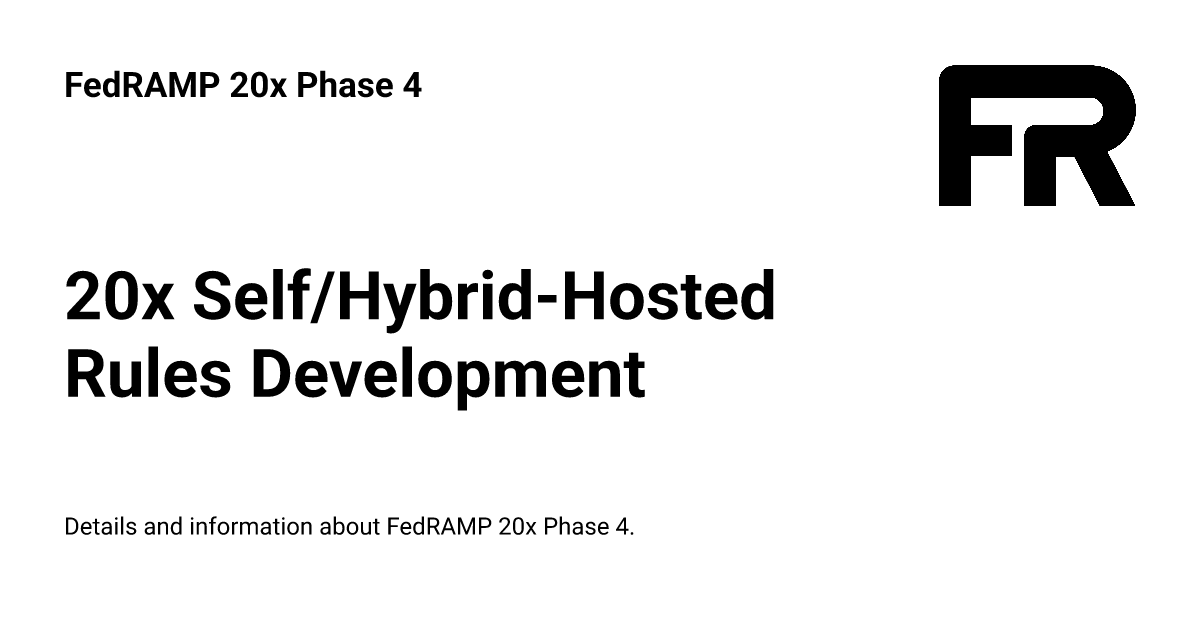 FedRAMP 20x Phase 4
FR
20x Self/Hybrid-Hosted
Rules Development
Details and information about FedRAMP 20x Phase 4.